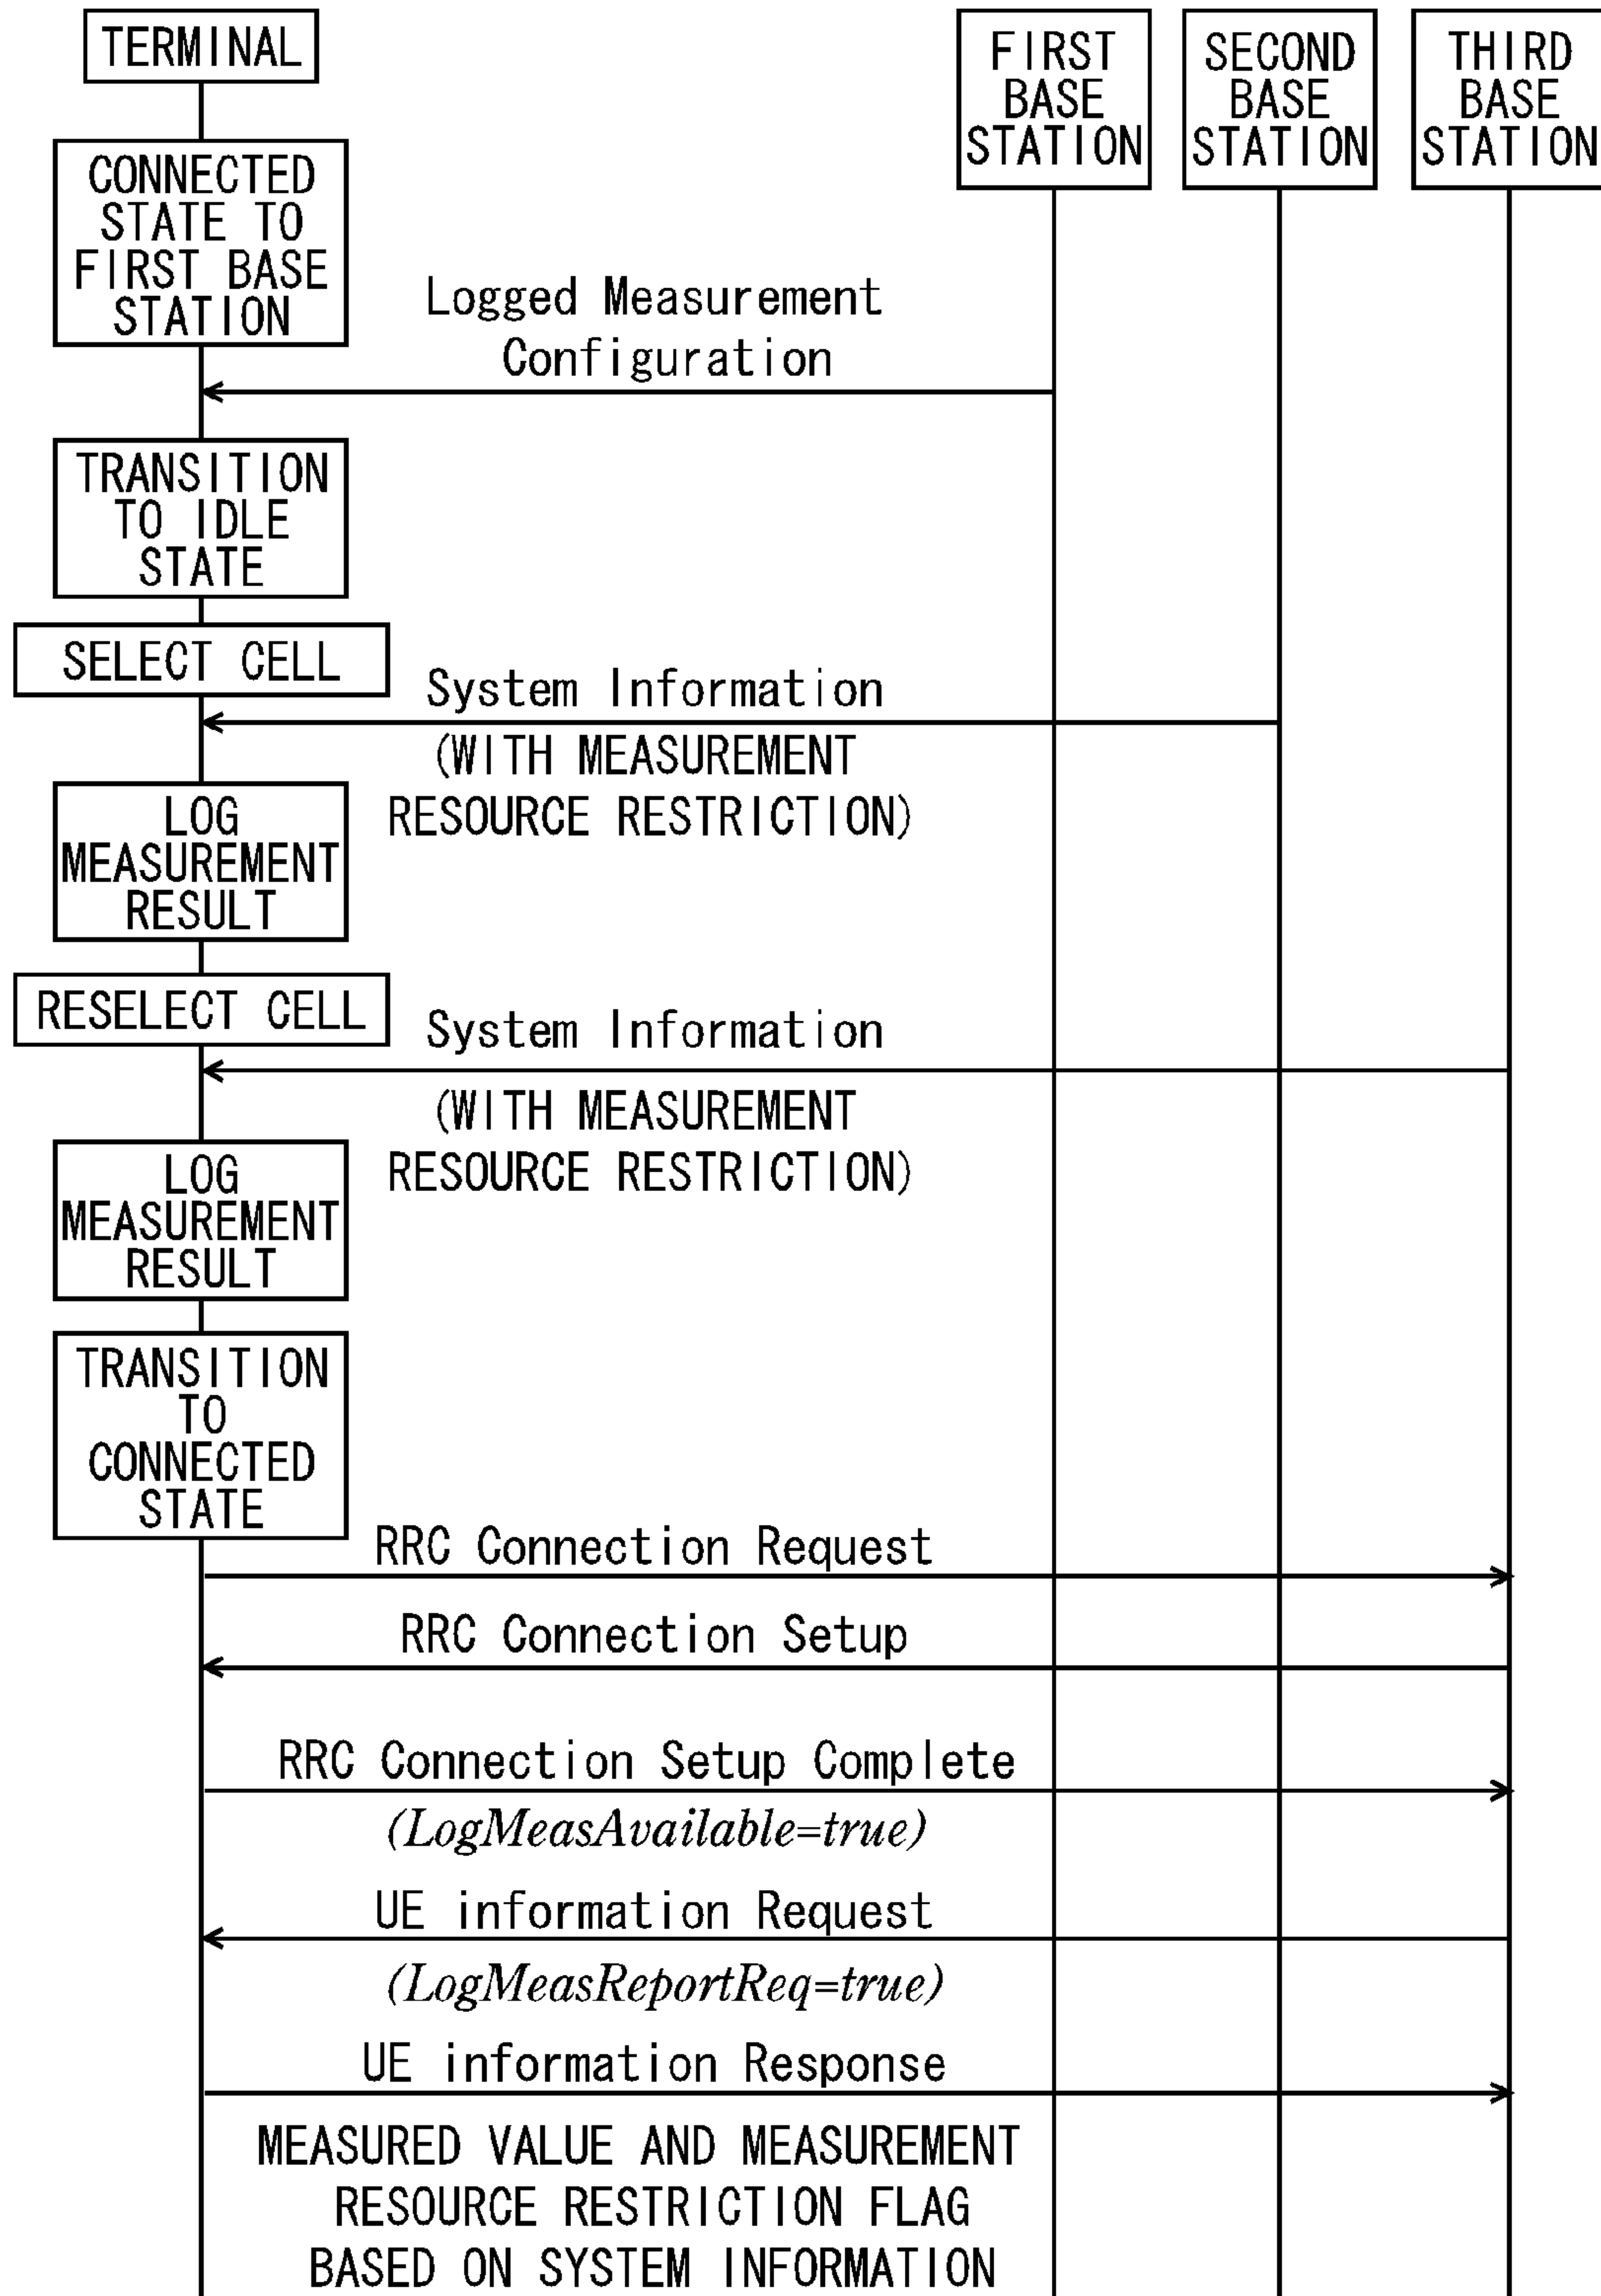 TERMINAL
FIRST
BASE
STATION
SECOND
BASE
STATION
THIRD
BASE
STATION
CONNECTED
STATE TO
FIRST BASE
STATION
Logged Measurement
Configuration
TRANSITION
TO IDLE
STATE
SELECT CELL
System Information
(WITH MEASUREMENT
RESOURCE RESTRICTION)
LOG
MEASUREMENT
RESULT
RESELECT CELL
System Information
(WITH MEASUREMENT
RESOURCE RESTRICTION)
LOG
MEASUREMENT
RESULT
TRANSITION
TO
CONNECTED
STATE
RRC Connection Request
RRC Connection Setup
RRC Connection Setup Complete
(LogMeasAvailable=true)
UE information Request
(LogMeasReportReq=true)
UE information Response
MEASURED VALUE AND MEASUREMENT
RESOURCE RESTRICTION FLAG
BASED ON SYSTEM INFORMATION